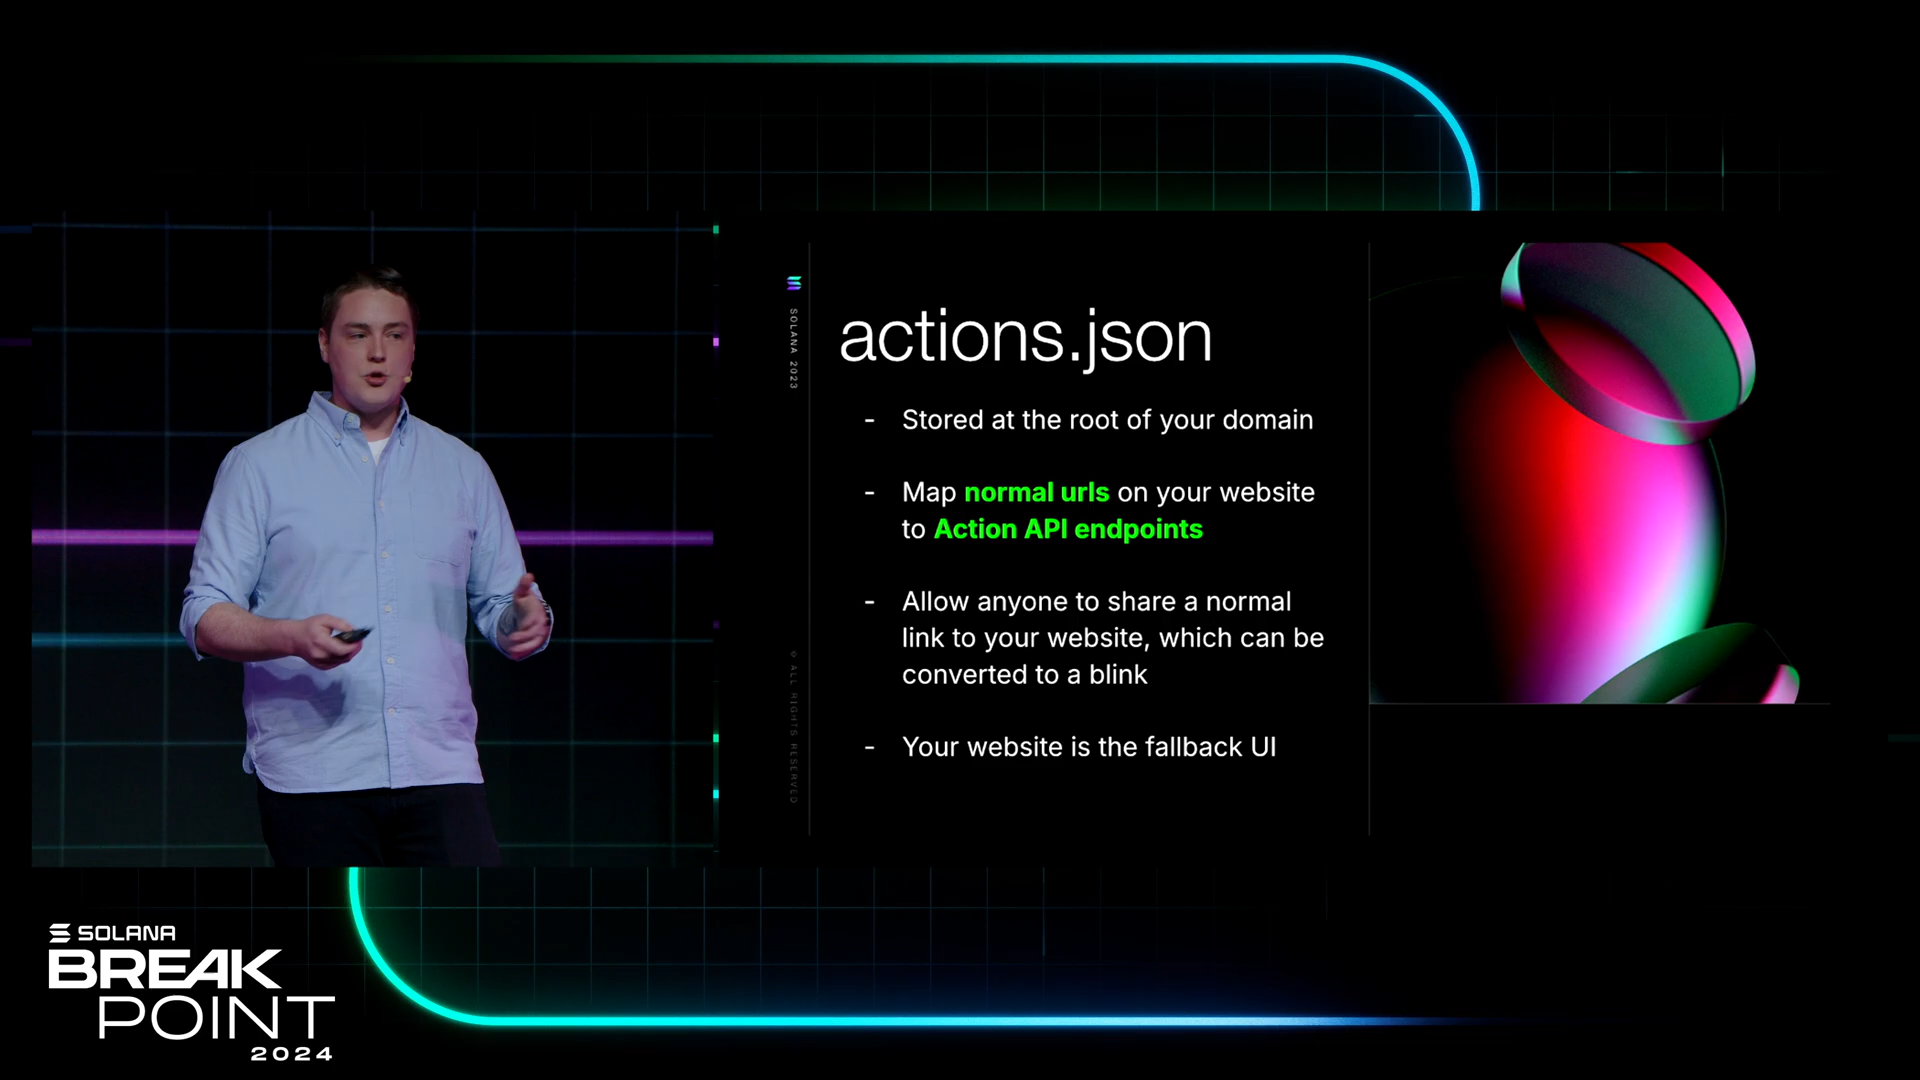 SOLANA 2023
© ALL RIGHTS RESERVED
actions.json
- Stored at the root of your domain
- Map normal urls on your website
to Action API endpoints
- Allow anyone to share a normal
link to your website, which can be
converted to a blink
- Your website is the fallback UI
SOLANA
BREAK
POINT
2024